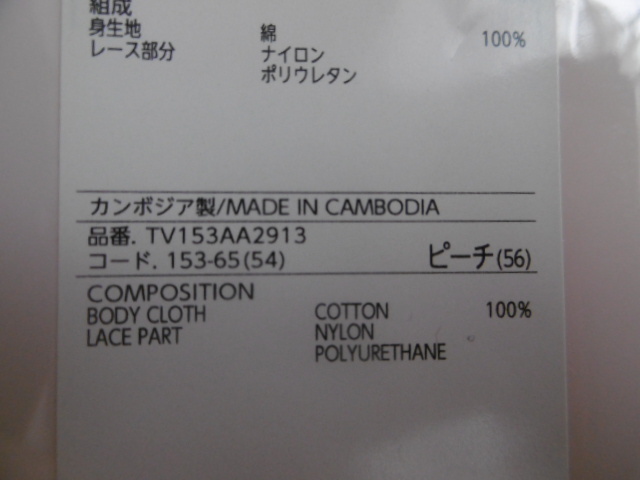 組成
身生地 綿 100%
レース部分 ナイロン
ポリウレタン
カンボジア製/MADE IN CAMBODIA
品番. TV153AA2913
コード. 153-65(54) ピーチ(56)
COMPOSITION
BODY CLOTH COTTON 100%
LACE PART NYLON
POLYURETHANE